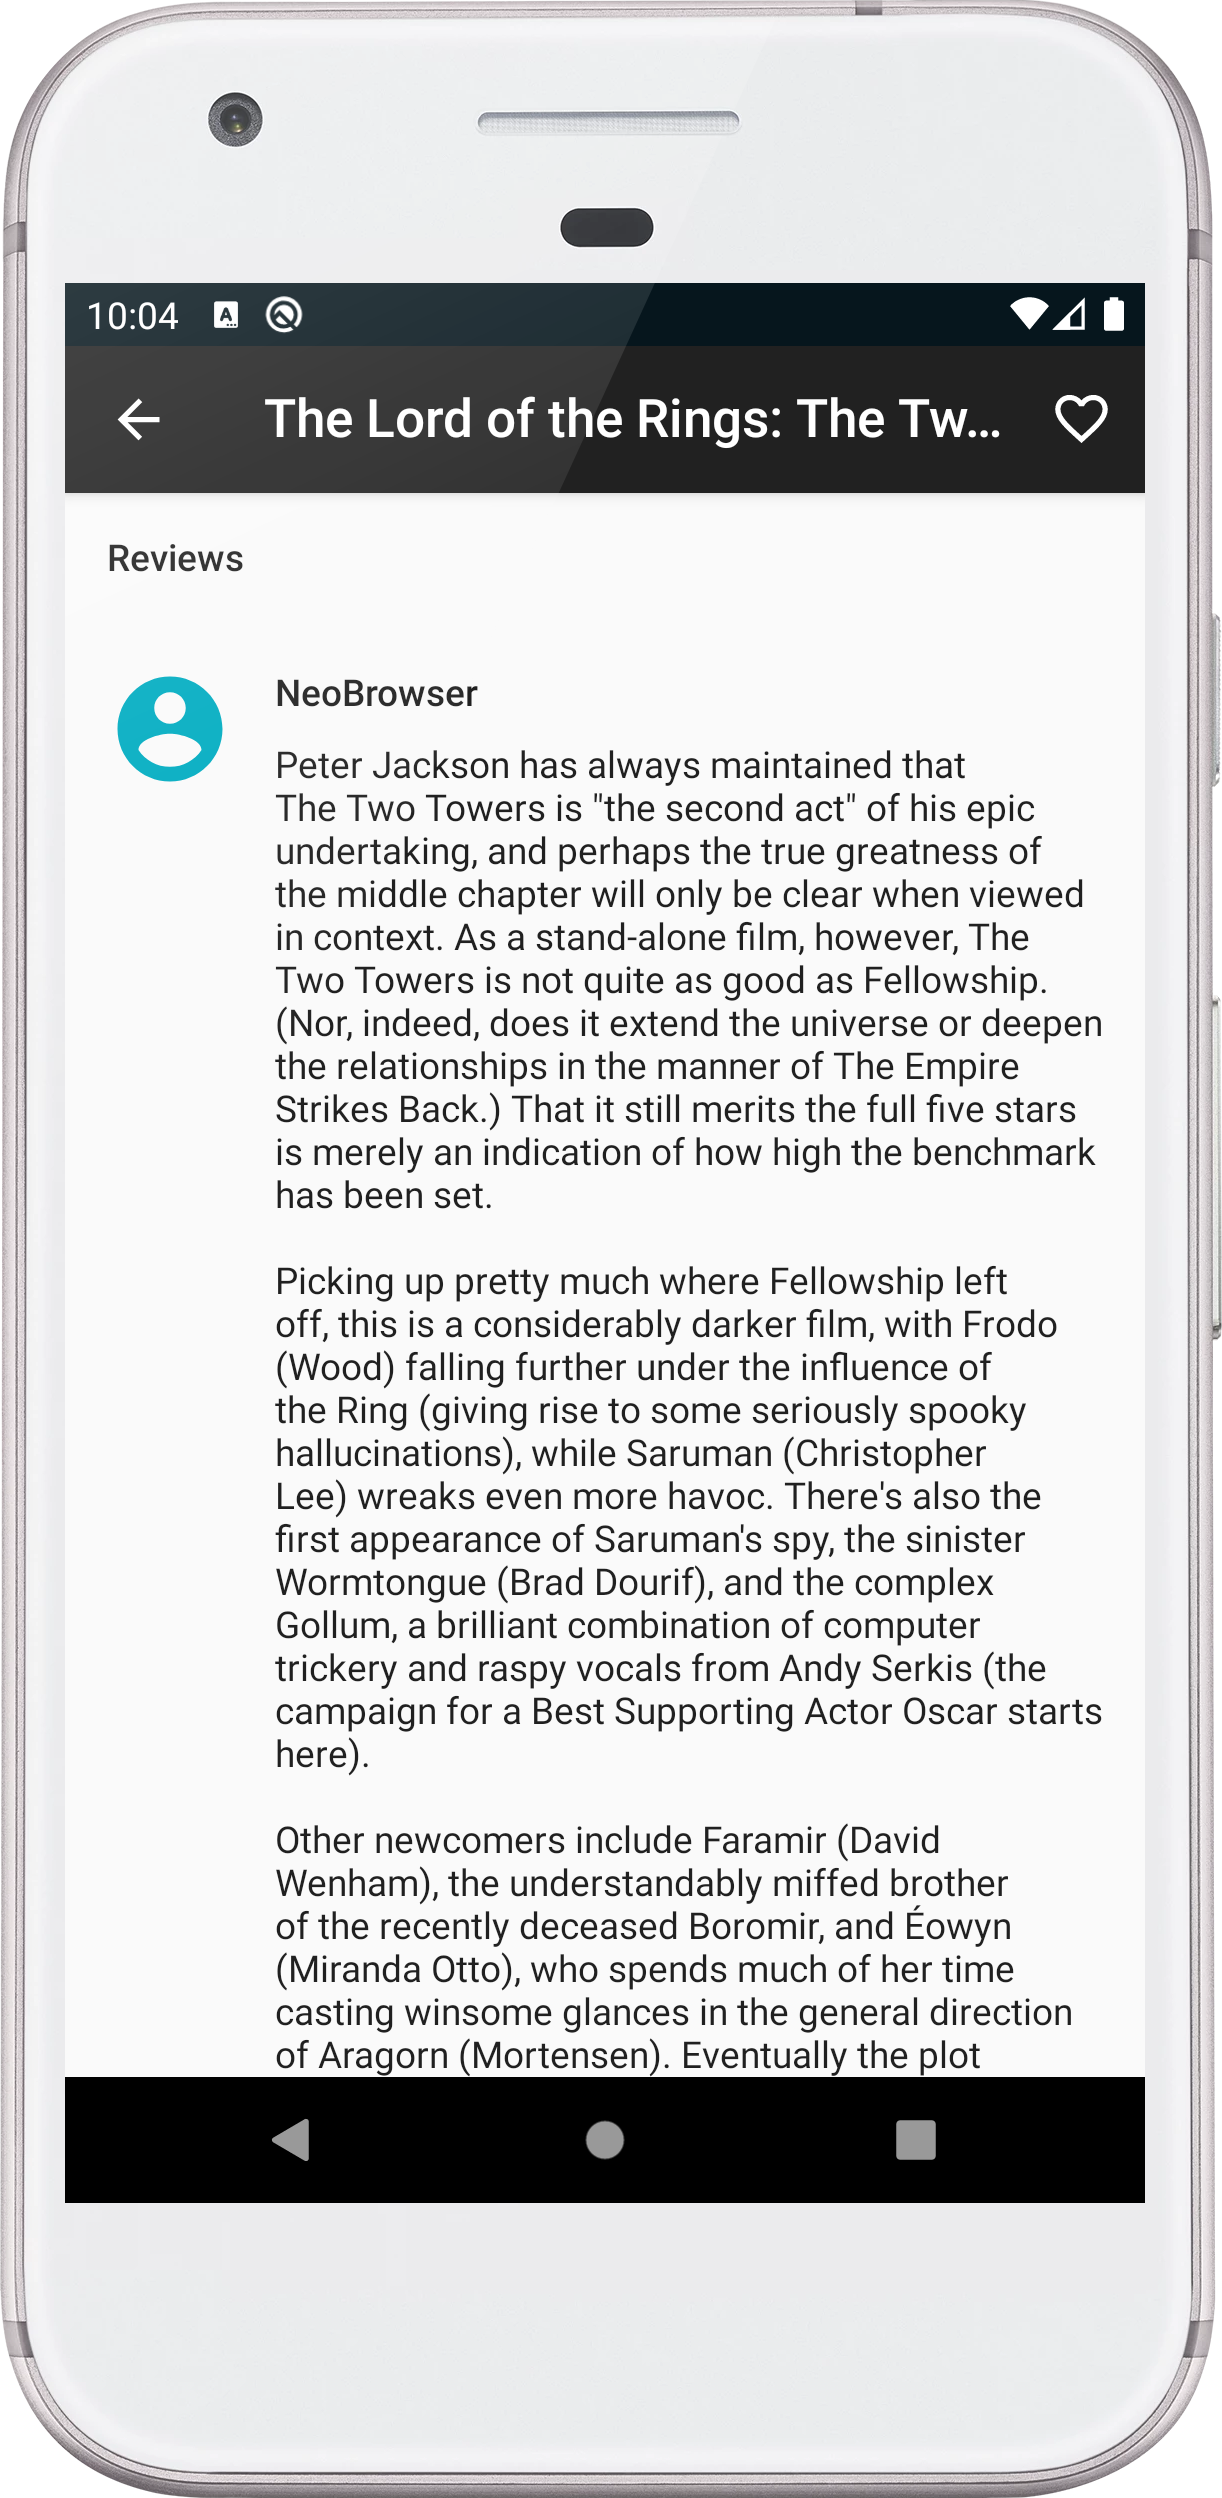 10:04
The Lord of the Rings: The Tw...
Reviews
NeoBrowser
Peter Jackson has always maintained that
The Two Towers is "the second act" of his epic
undertaking, and perhaps the true greatness of
the middle chapter will only be clear when viewed
in context. As a stand-alone film, however, The
Two Towers is not quite as good as Fellowship.
(Nor, indeed, does it extend the universe or deepen
the relationships in the manner of The Empire
Strikes Back.) That it still merits the full five stars
is merely an indication of how high the benchmark
has been set.
Picking up pretty much where Fellowship left
off, this is a considerably darker film, with Frodo
(Wood) falling further under the influence of
the Ring (giving rise to some seriously spooky
hallucinations), while Saruman (Christopher
Lee) wreaks even more havoc. There's also the
first appearance of Saruman's spy, the sinister
Wormtongue (Brad Dourif), and the complex
Gollum, a brilliant combination of computer
trickery and raspy vocals from Andy Serkis (the
campaign for a Best Supporting Actor Oscar starts
here).
Other newcomers include Faramir (David
Wenham), the understandably miffed brother
of the recently deceased Boromir, and Éowyn
(Miranda Otto), who spends much of her time
casting winsome glances in the general direction
of Aragorn (Mortensen). Eventually the plot